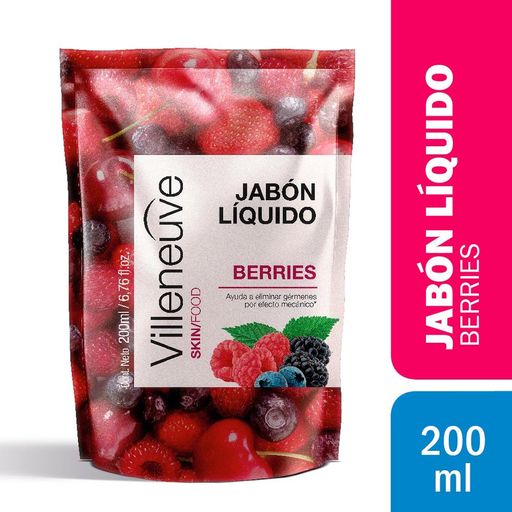 JABÓN
LÍQUIDO
BERRIES
Ayuda a eliminar gérmenes
por efecto mecánico*
Villeneuve
SKIN/FOOD
Cont. Neto 200ml / 6,76 fl.oz.
JABÓN LÍQUIDO
BERRIES
200
ml